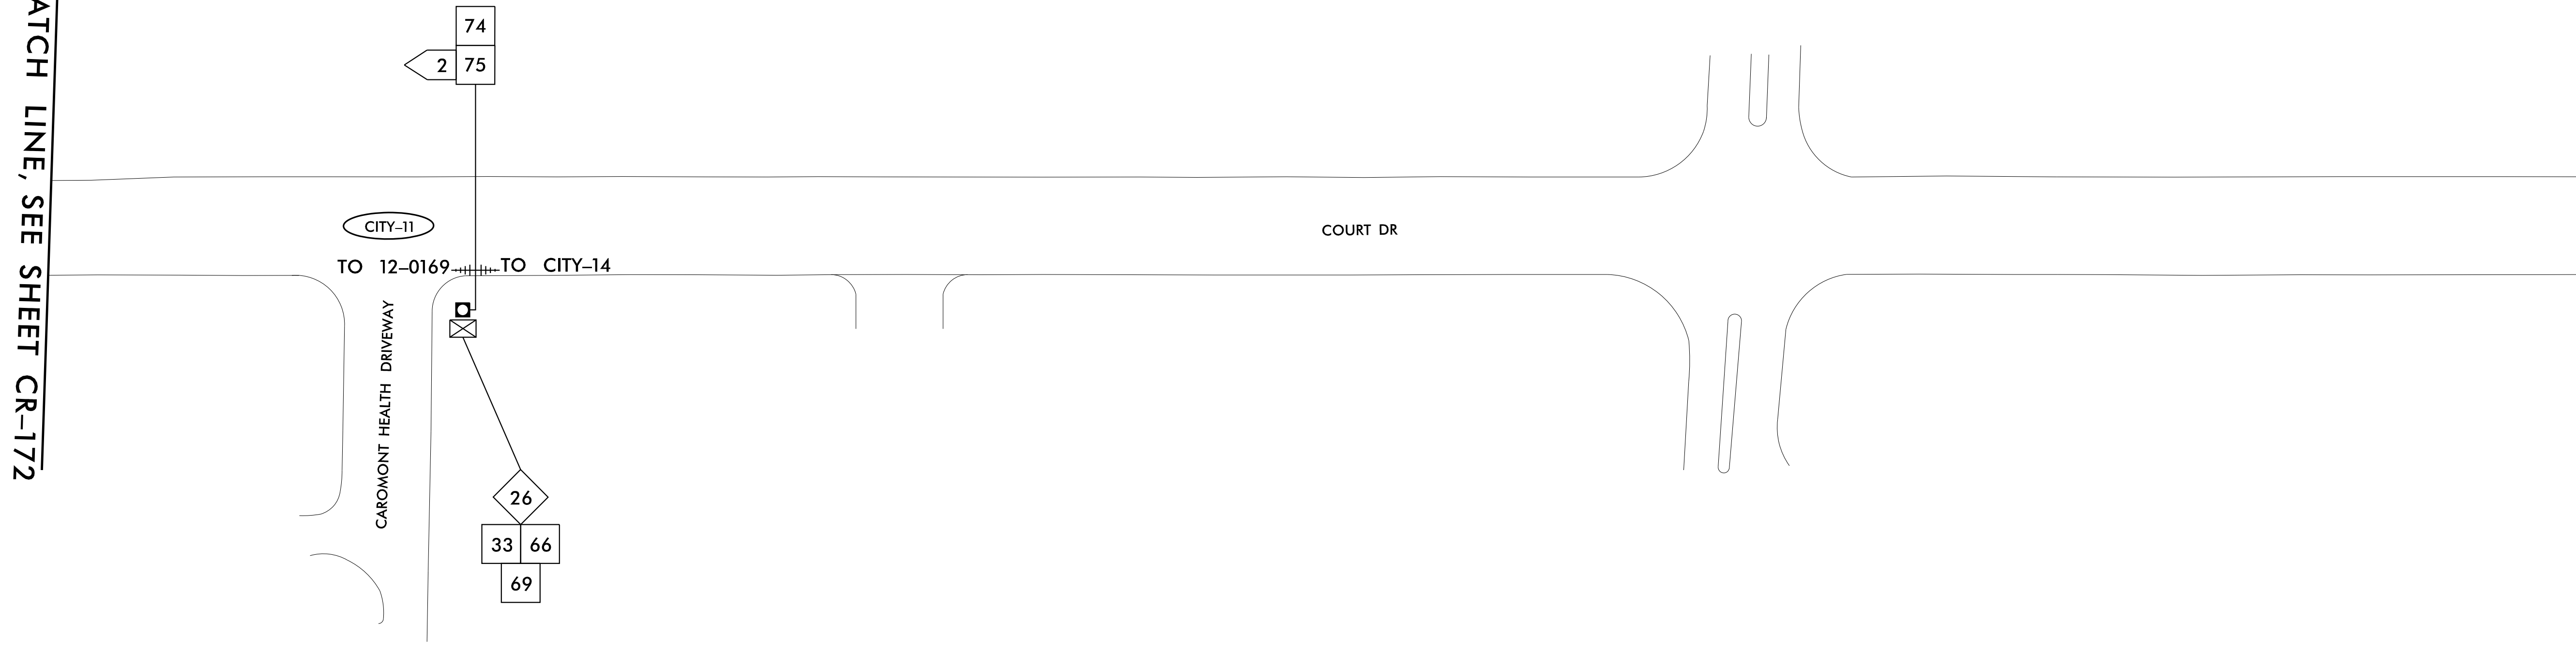 ATCH LINE, SEE SHEET CR–172
74
2 75
CITY–11
COURT DR
TO 12–0169
TO CITY–14
CAROMONT HEALTH DRIVEWAY
26
33 66
69